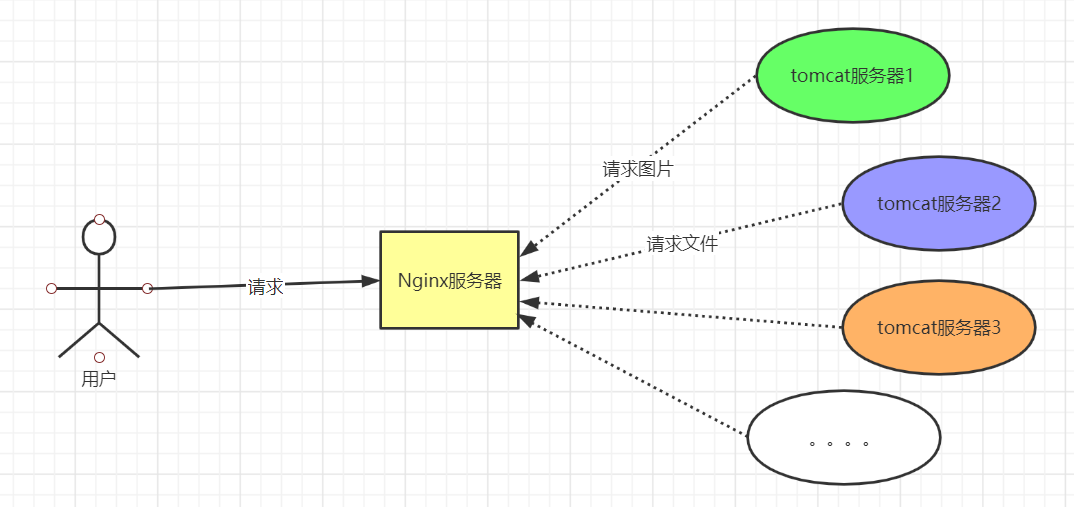 tomcat服务器1
请求图片
tomcat服务器2
请求文件
请求
Nginx服务器
tomcat服务器3
用户
。。。。